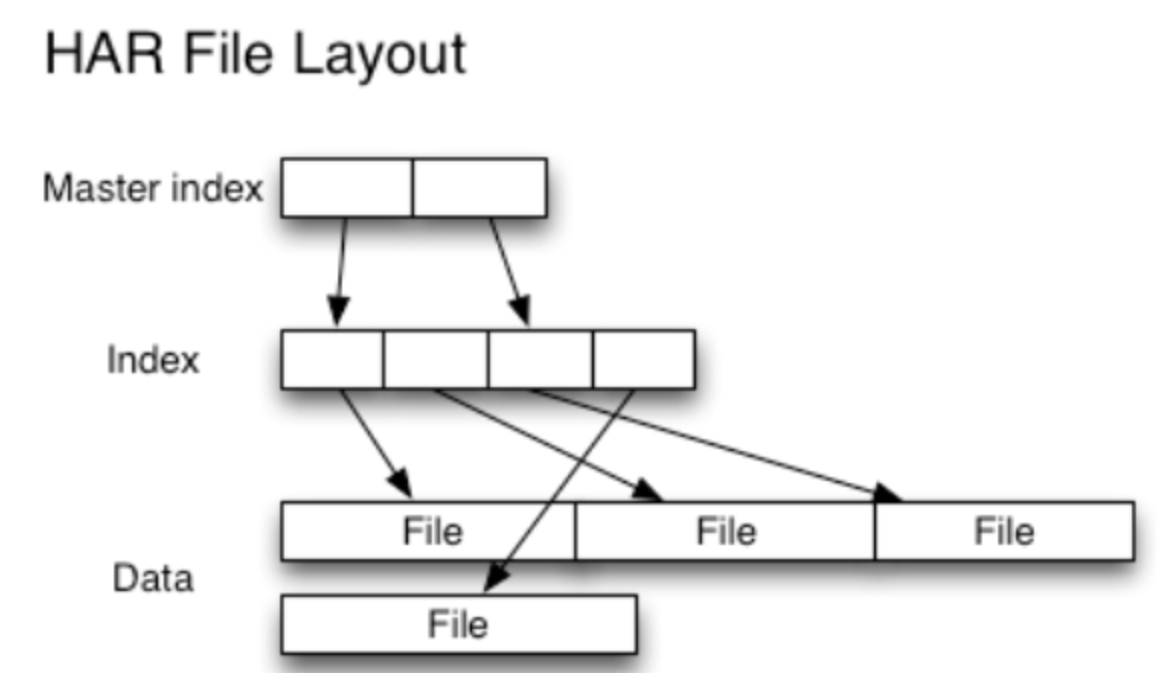 HAR File Layout
Master index
Index
File File File
Data
File